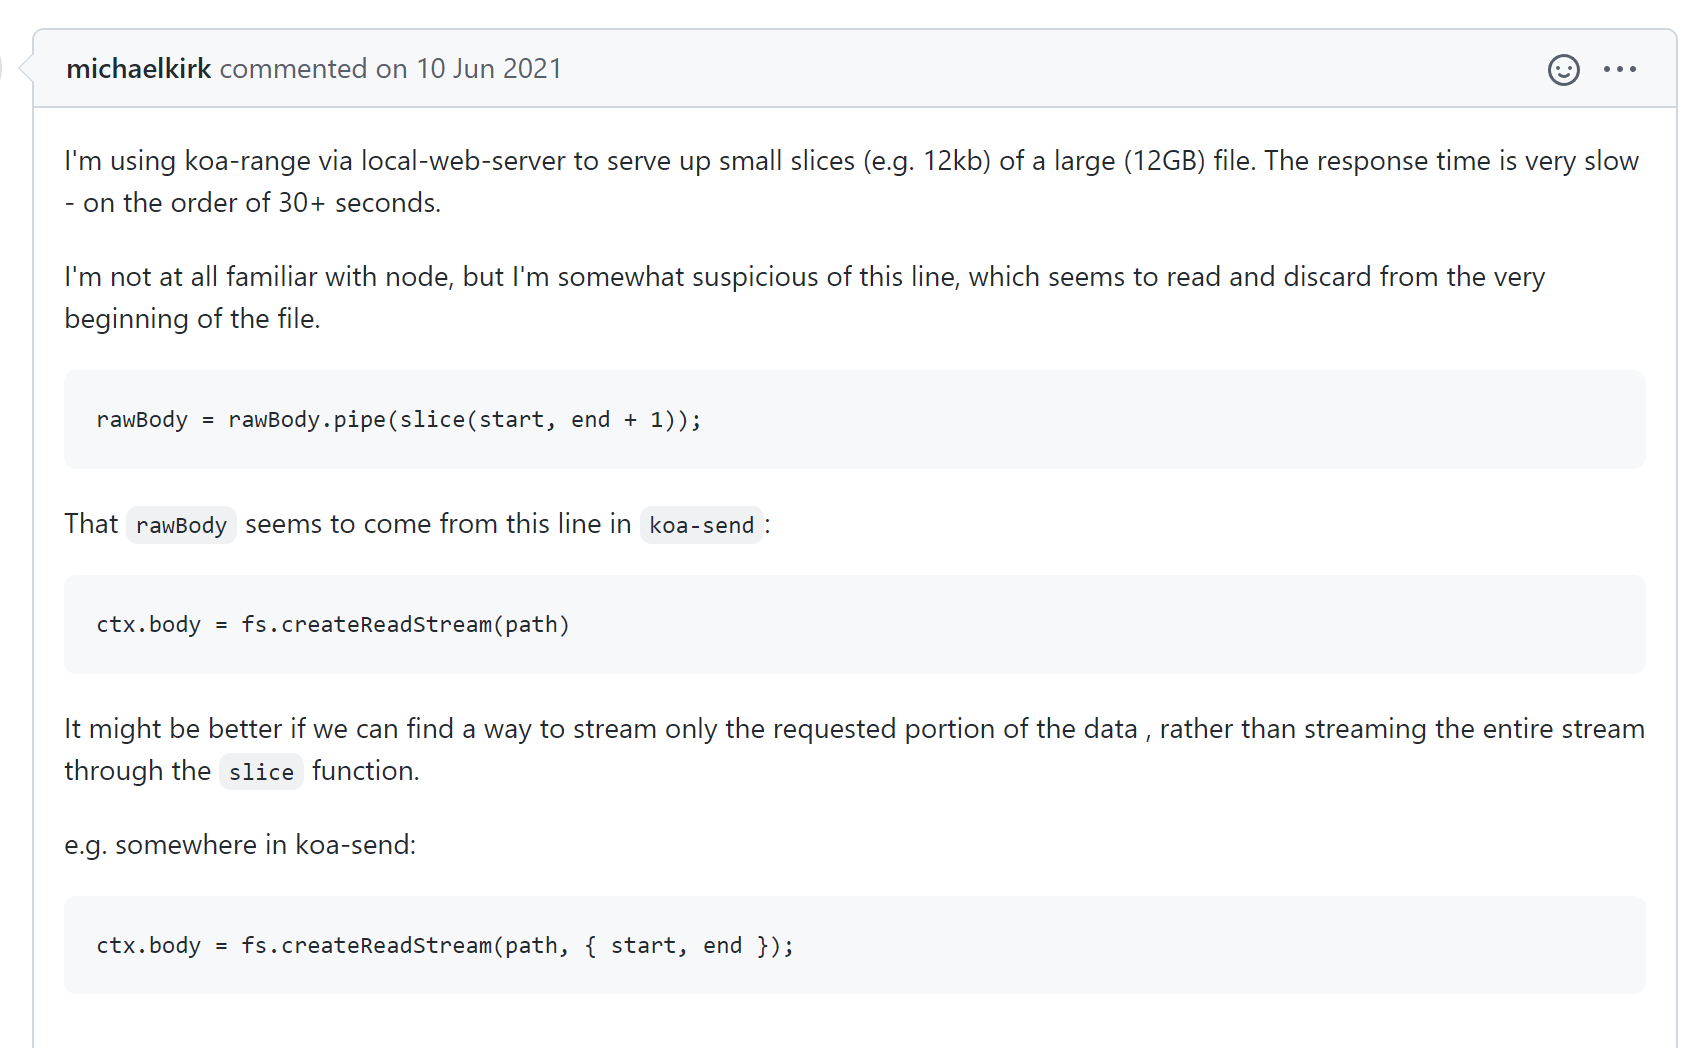 michaelkirk commented on 10 Jun 2021
I'm using koa-range via local-web-server to serve up small slices (e.g. 12kb) of a large (12GB) file. The response time is very slow
- on the order of 30+ seconds.
I'm not at all familiar with node, but I'm somewhat suspicious of this line, which seems to read and discard from the very
beginning of the file.
rawBody = rawBody.pipe(slice(start, end + 1));
That rawBody seems to come from this line in koa-send:
ctx.body = fs.createReadStream(path)
It might be better if we can find a way to stream only the requested portion of the data , rather than streaming the entire stream
through the slice function.
e.g. somewhere in koa-send:
ctx.body = fs.createReadStream(path, { start, end });